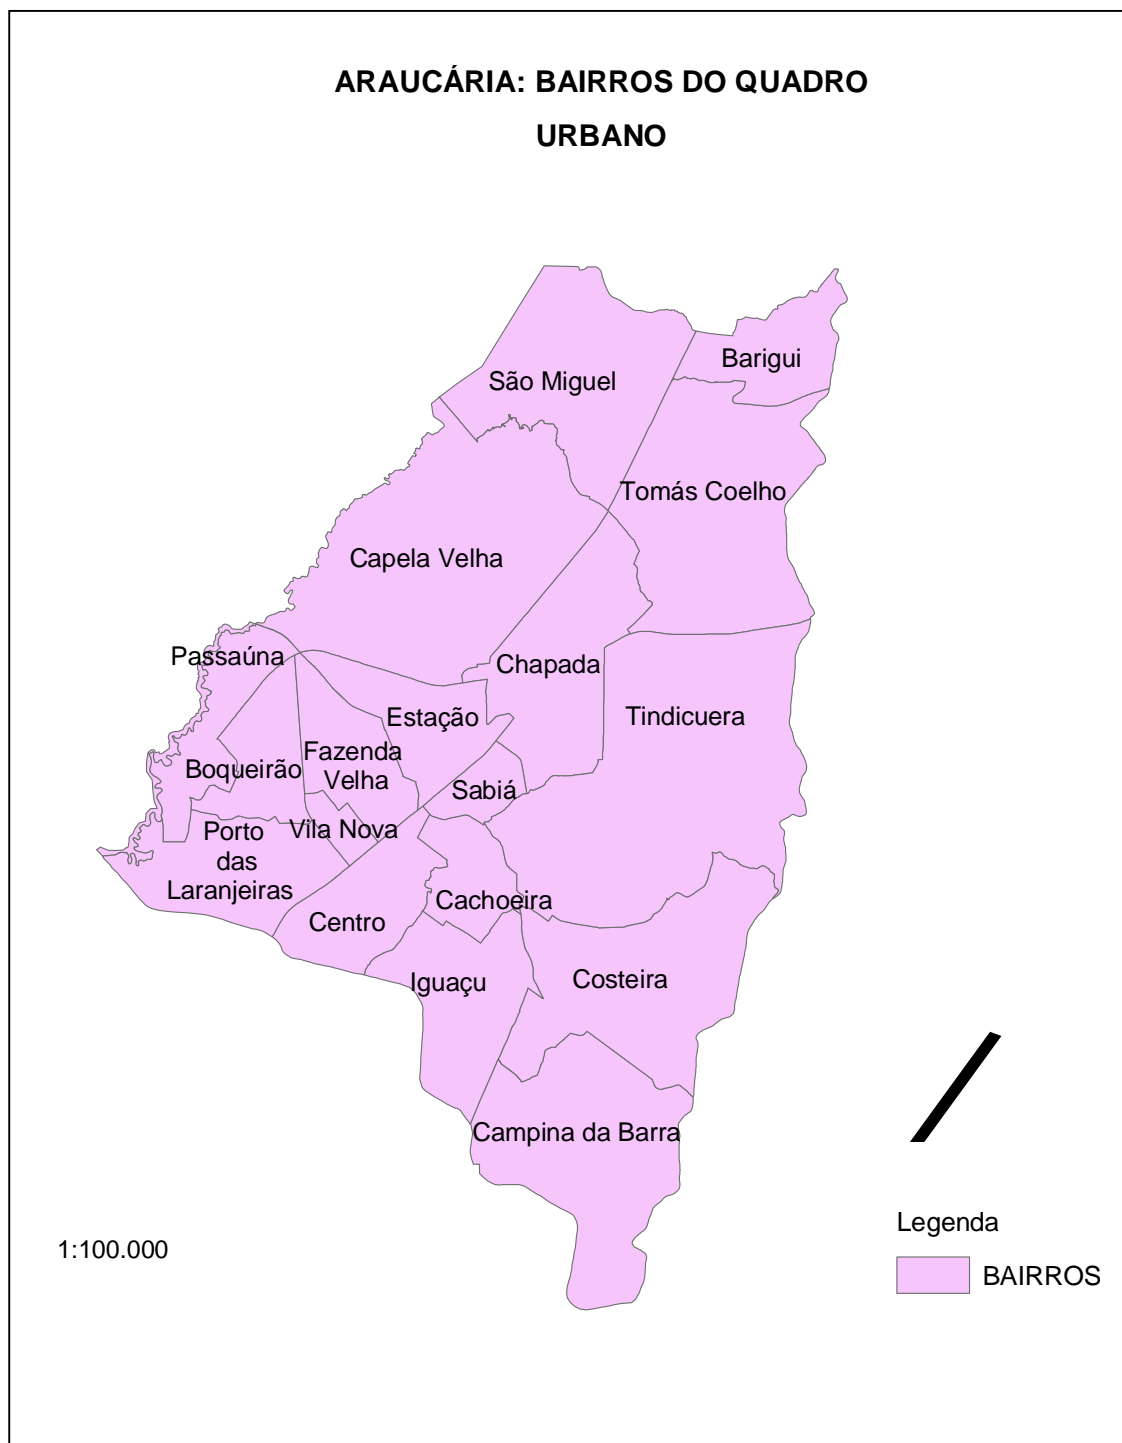 ARAUCÁRIA: BAIRROS DO QUADRO
URBANO
Barigui
São Miguel
Tomás Coelho
Capela Velha
Passaúna
Chapada
Estação
Tindicuera
Fazenda
Velha
Boqueirão
Sabiá
Vila Nova
Porto
das
Laranjeiras
Cachoeira
Centro
Iguaçu
Costeira
Campina da Barra
Legenda
1:100.000
BAIRROS